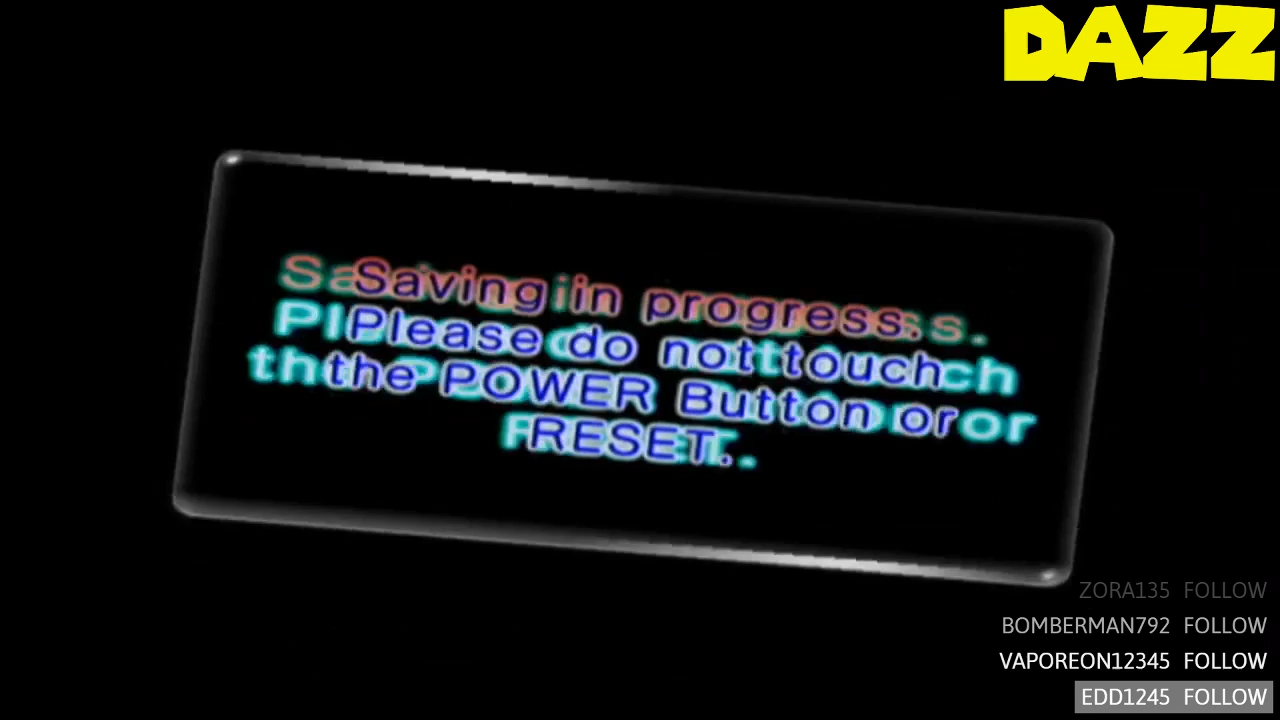 DAZZ
Saving in progress.
Please do not touch
the POWER Button or
RESET.
ZORA135 FOLLOW
BOMBERMAN792 FOLLOW
VAPOREON12345 FOLLOW
EDD1245 FOLLOW